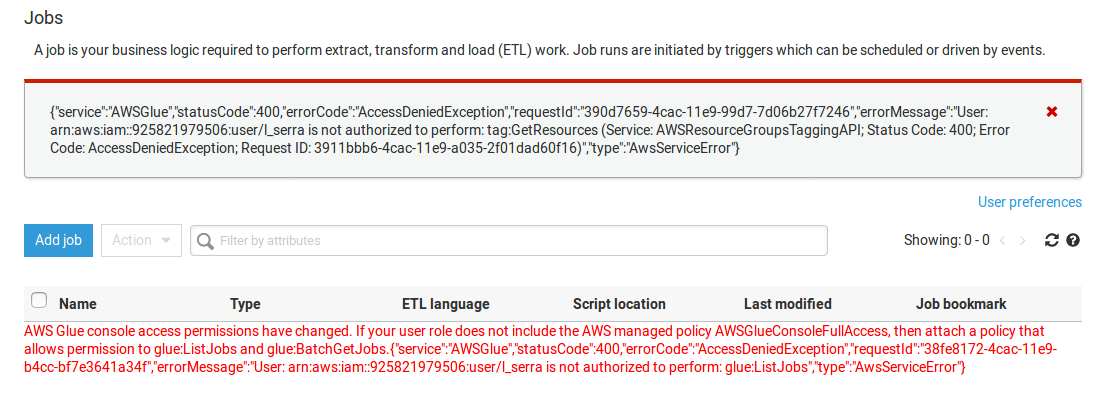 Jobs
A job is your business logic required to perform extract, transform and load (ETL) work. Job runs are initiated by triggers which can be scheduled or driven by events.
{"service":"AWSGlue","statusCode":400,"errorCode":"AccessDeniedException","requestId":"390d7659-4cac-11e9-99d7-7d06b27f7246","errorMessage":"User:
arn:aws:iam::925821979506:user/l_serra is not authorized to perform: tag:GetResources (Service: AWSResourceGroupsTaggingAPI; Status Code: 400; Error
Code: AccessDeniedException; Request ID: 3911bbb6-4cac-11e9-a035-2f01dad60f16)","type":"AwsServiceError"}
User preferences
Add job Action Filter by attributes Showing: 0 - 0
Name Type ETL language Script location Last modified Job bookmark
AWS Glue console access permissions have changed. If your user role does not include the AWS managed policy AWSGlueConsoleFullAccess, then attach a policy that
allows permission to glue:ListJobs and glue:BatchGetJobs.{"service":"AWSGlue","statusCode":400,"errorCode":"AccessDeniedException","requestId":"38fe8172-4cac-11e9-
b4cc-bf7e3641a34f","errorMessage":"User: arn:aws:iam::925821979506:user/l_serra is not authorized to perform: glue:ListJobs","type":"AwsServiceError"}